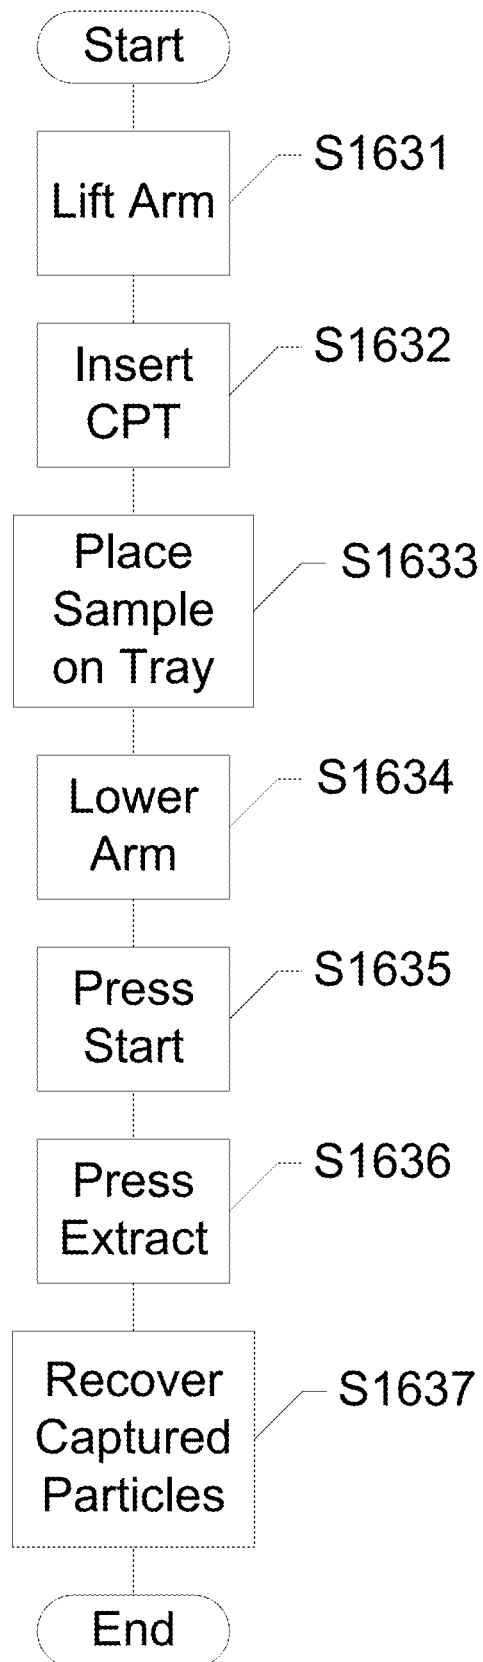 Start
Lift Arm
S1631
Insert
CPT
S1632
Place
Sample
on Tray
S1633
Lower
Arm
S1634
Press
Start
S1635
Press
Extract
S1636
Recover
Captured
Particles
S1637
End